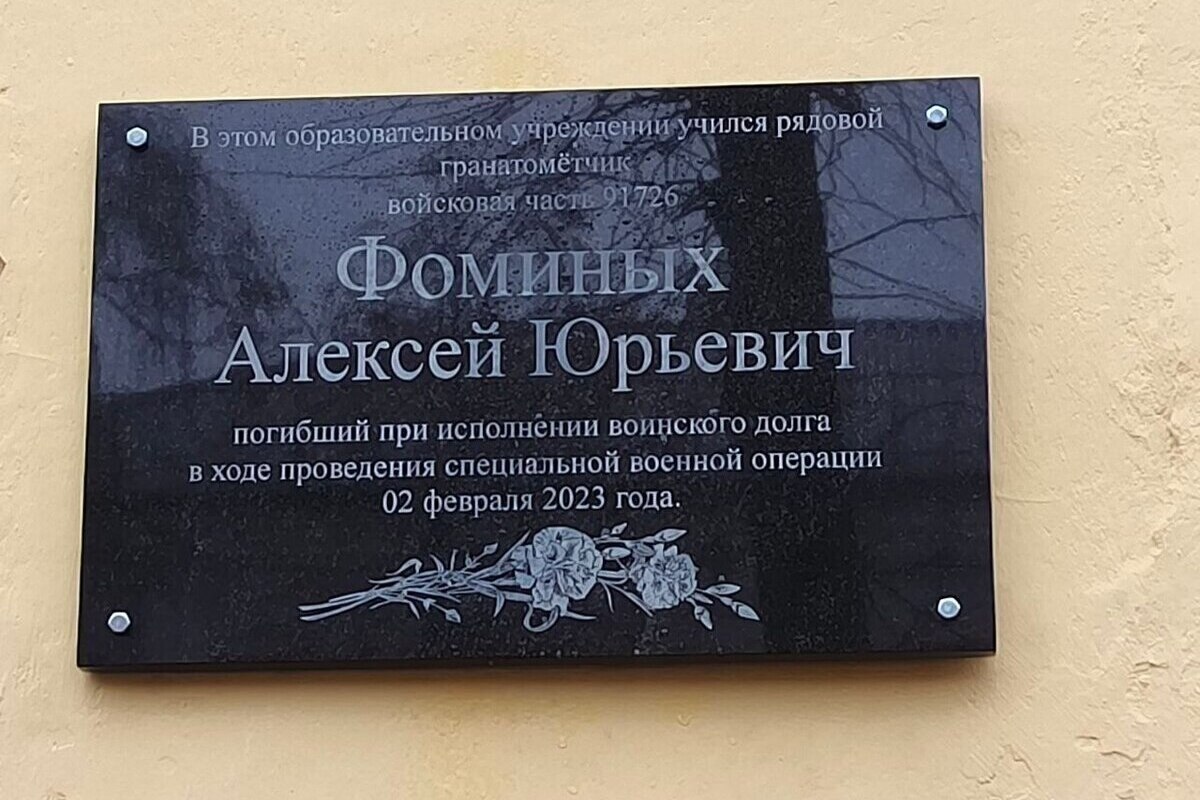 В этом образовательном учреждении учился рядовой
гранатомётчик
войсковая часть 91726
Фоминых
Алексей Юрьевич
погибший при исполнении воинского долга
в ходе проведения специальной военной операции
02 февраля 2023 года.